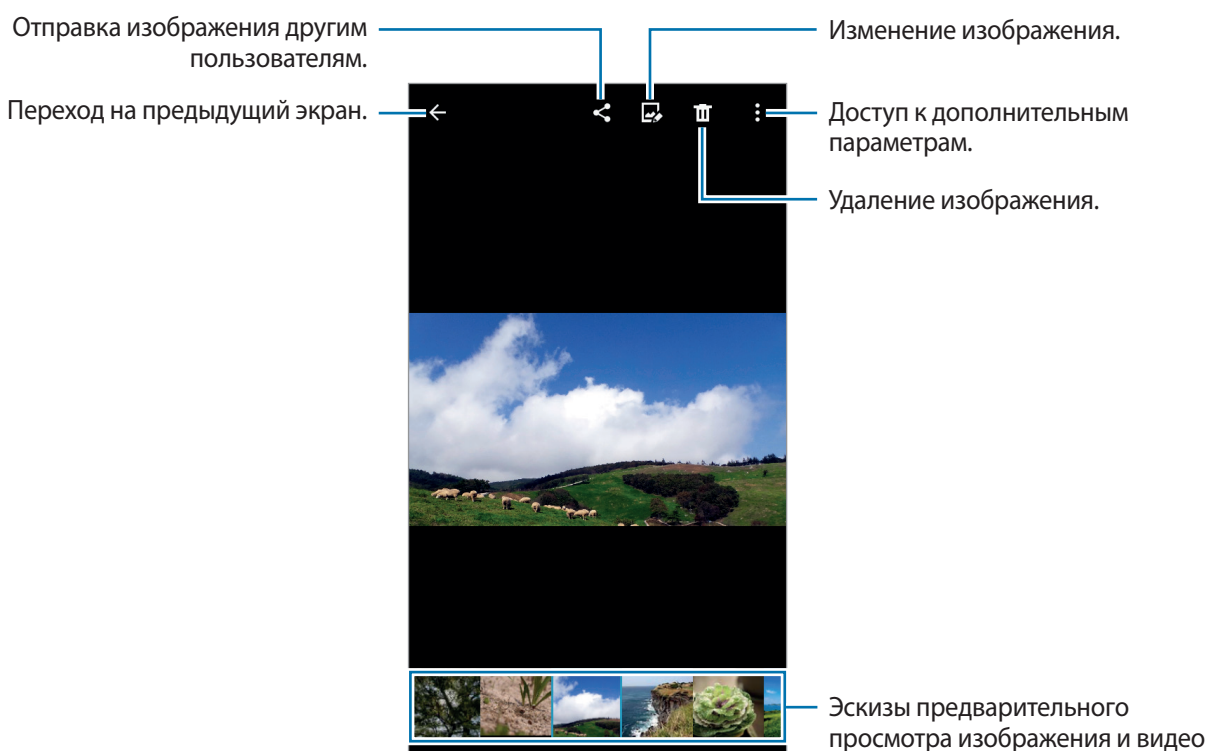 Отправка изображения другим
пользователям.
Изменение изображения.
Переход на предыдущий экран.
Доступ к дополнительным
параметрам.
Удаление изображения.
Эскизы предварительного
просмотра изображения и видео